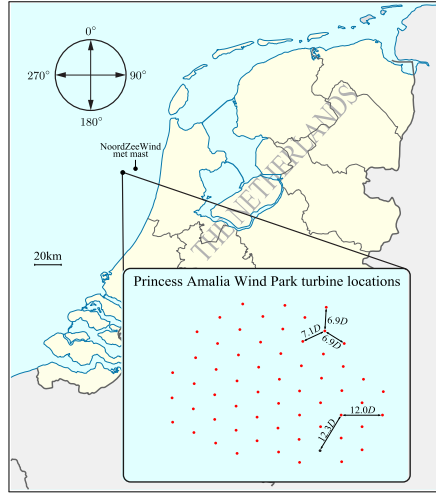 0°
270°
90°
180°
NoordZeeWind
met mast
THE NETHERLANDS
20km
Princess Amalia Wind Park turbine locations
6.9D
7.1D
6.9D
12.0D
12.3D